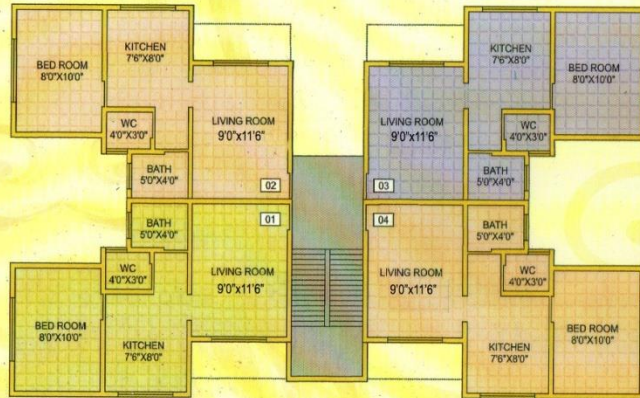 BED ROOM
8'0"X10'0"
KITCHEN
7'6"X8'0"
WC
4'0"X3'0"
BATH
5'0"X4'0"
LIVING ROOM
9'0"x11'6"
02
LIVING ROOM
9'0"x11'6"
03
KITCHEN
7'6"X8'0"
BED ROOM
8'0"X10'0"
WC
4'0"X3'0"
BATH
5'0"X4'0"
BATH
5'0"X4'0"
01
LIVING ROOM
9'0"x11'6"
WC
4'0"X3'0"
BED ROOM
8'0"X10'0"
KITCHEN
7'6"X8'0"
04
LIVING ROOM
9'0"x11'6"
BATH
5'0"X4'0"
WC
4'0"X3'0"
KITCHEN
7'6"X8'0"
BED ROOM
8'0"X10'0"